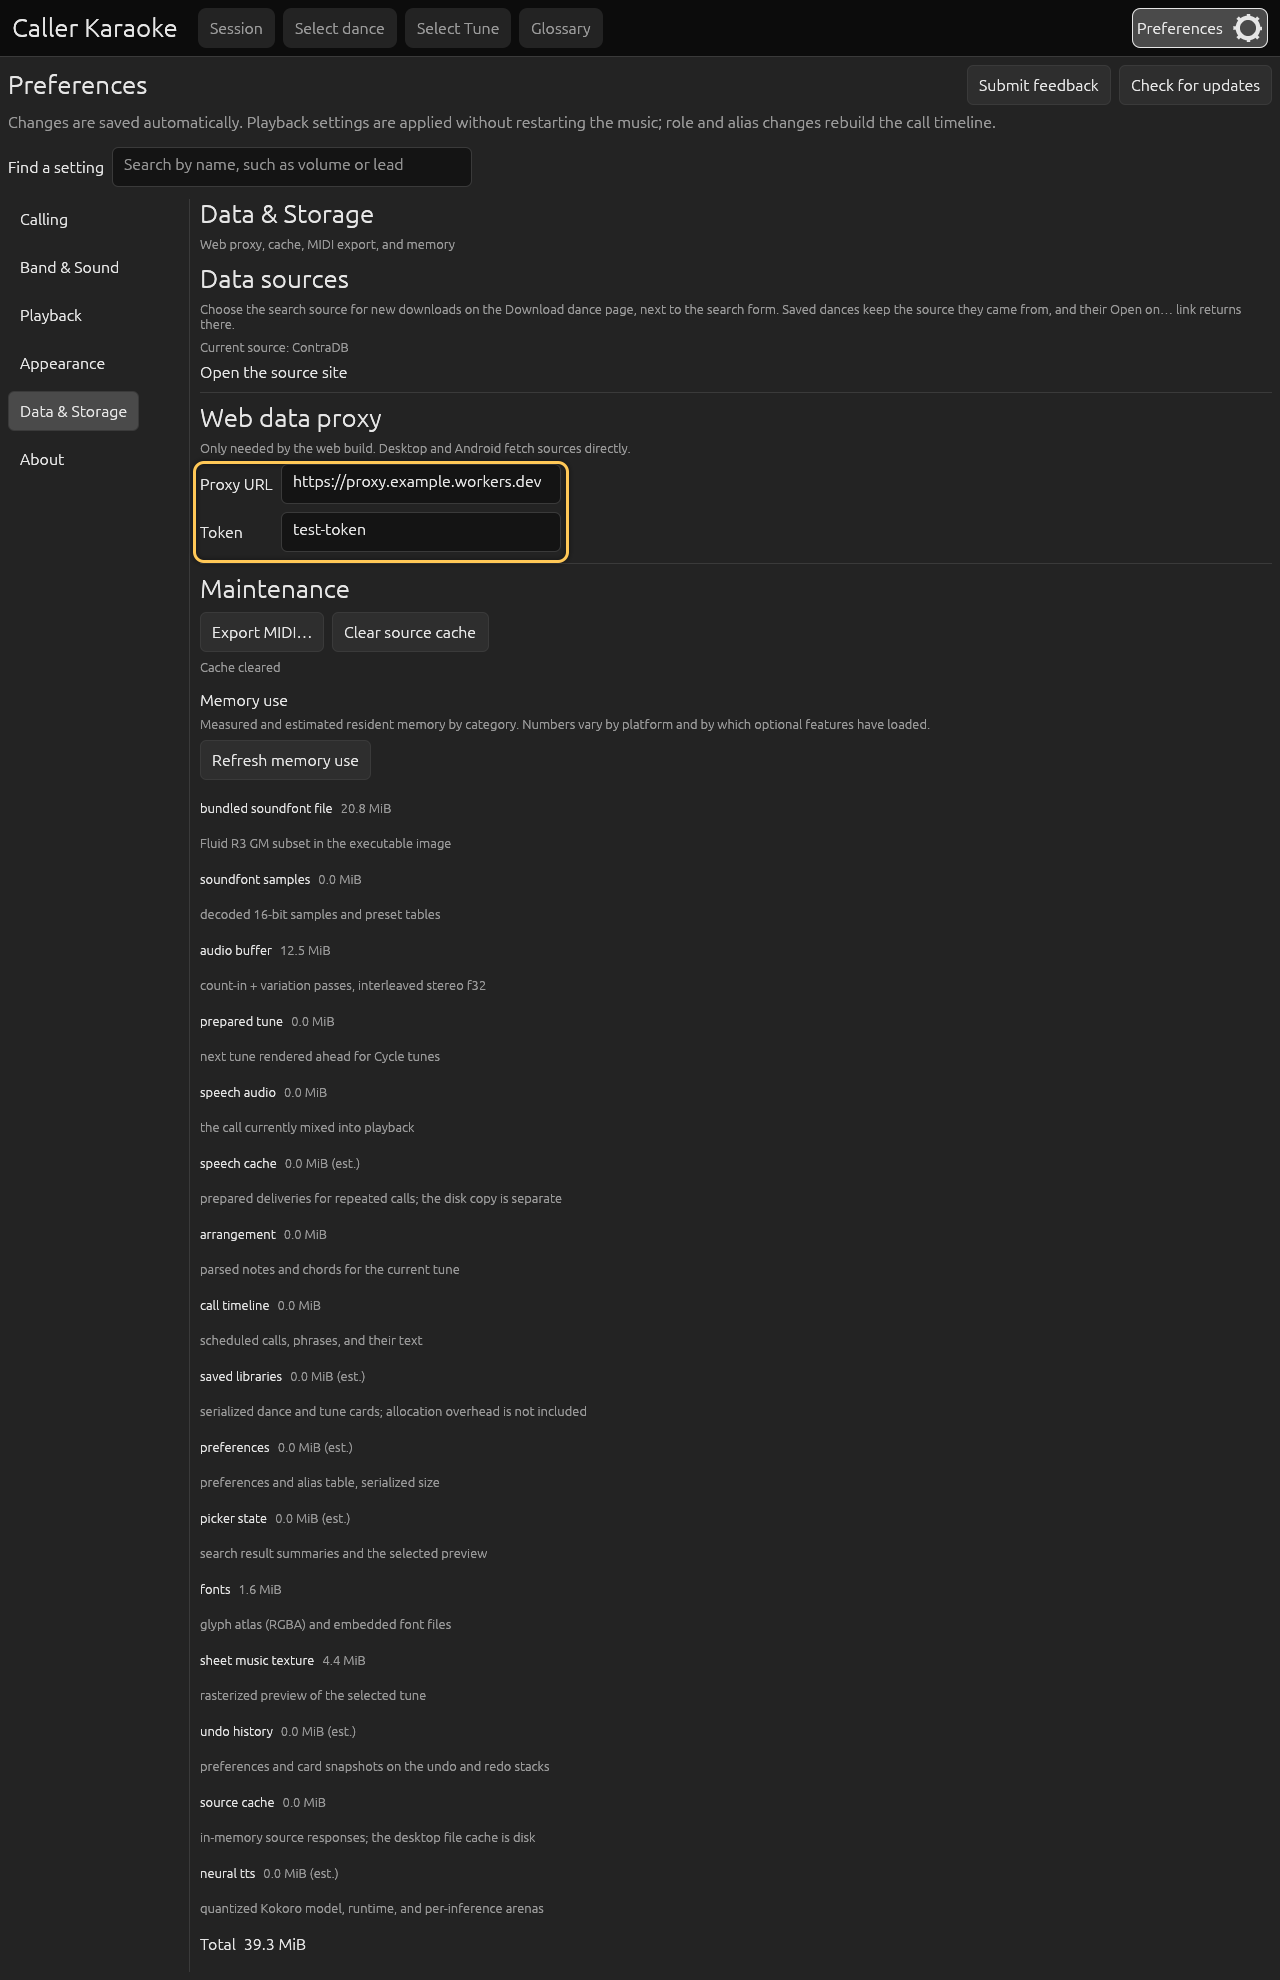 Caller Karaoke
Session
Select dance
Select Tune
Glossary
Preferences
Preferences
Submit feedback
Check for updates
Changes are saved automatically. Playback settings are applied without restarting the music; role and alias changes rebuild the call timeline.
Find a setting
Search by name, such as volume or lead
Calling
Band & Sound
Playback
Appearance
Data & Storage
About
Data & Storage
Web proxy, cache, MIDI export, and memory
Data sources
Choose the search source for new downloads on the Download dance page, next to the search form. Saved dances keep the source they came from, and their Open on… link returns
there.
Current source: ContraDB
Open the source site
Web data proxy
Only needed by the web build. Desktop and Android fetch sources directly.
Proxy URL
https://proxy.example.workers.dev
Token
test-token
Maintenance
Export MIDI…
Clear source cache
Cache cleared
Memory use
Measured and estimated resident memory by category. Numbers vary by platform and by which optional features have loaded.
Refresh memory use
bundled soundfont file 20.8 MiB
Fluid R3 GM subset in the executable image
soundfont samples 0.0 MiB
decoded 16-bit samples and preset tables
audio buffer 12.5 MiB
count-in + variation passes, interleaved stereo f32
prepared tune 0.0 MiB
next tune rendered ahead for Cycle tunes
speech audio 0.0 MiB
the call currently mixed into playback
speech cache 0.0 MiB (est.)
prepared deliveries for repeated calls; the disk copy is separate
arrangement 0.0 MiB
parsed notes and chords for the current tune
call timeline 0.0 MiB
scheduled calls, phrases, and their text
saved libraries 0.0 MiB (est.)
serialized dance and tune cards; allocation overhead is not included
preferences 0.0 MiB (est.)
preferences and alias table, serialized size
picker state 0.0 MiB (est.)
search result summaries and the selected preview
fonts 1.6 MiB
glyph atlas (RGBA) and embedded font files
sheet music texture 4.4 MiB
rasterized preview of the selected tune
undo history 0.0 MiB (est.)
preferences and card snapshots on the undo and redo stacks
source cache 0.0 MiB
in-memory source responses; the desktop file cache is disk
neural tts 0.0 MiB (est.)
quantized Kokoro model, runtime, and per-inference arenas
Total 39.3 MiB